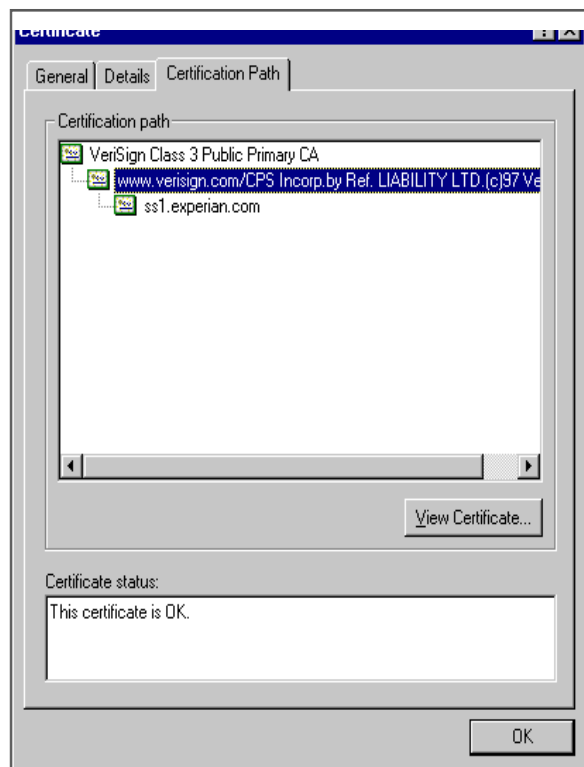 Certificate
General Details Certification Path
Certification path
VeriSign Class 3 Public Primary CA
www.verisign.com/CPS Incorp.by Ref. LIABILITY LTD.(c)97 Ve
ss1.experian.com
View Certificate...
Certificate status:
This certificate is OK.
OK